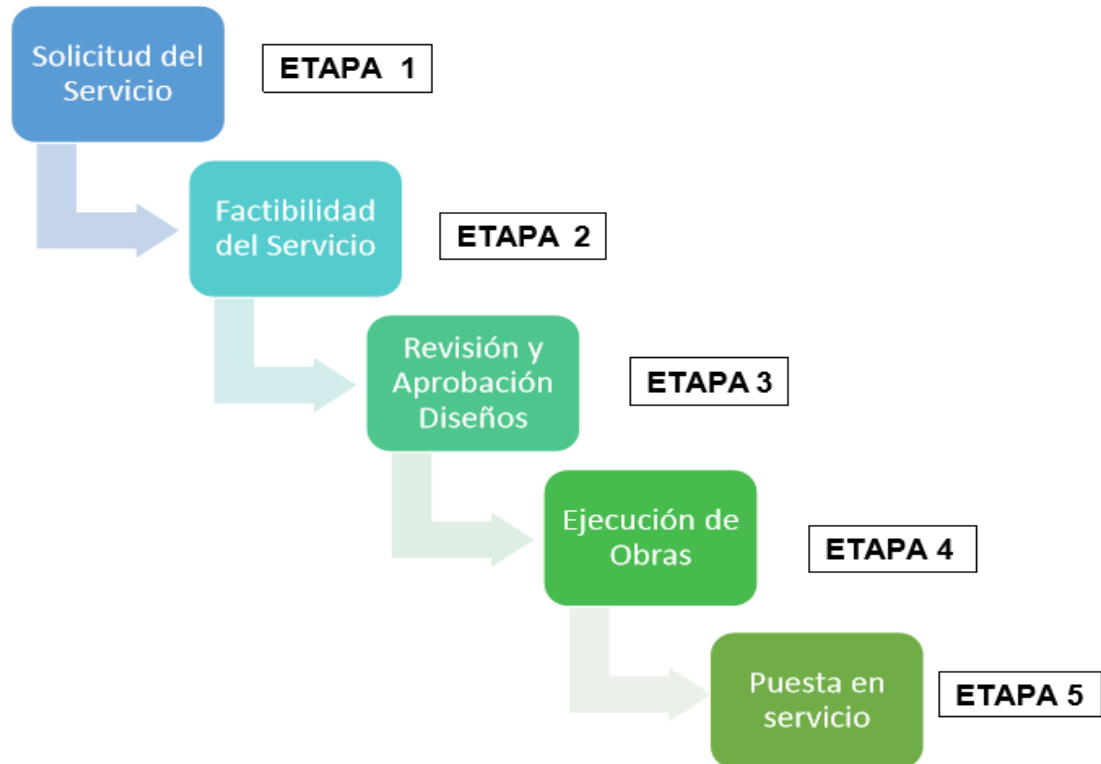 Solicitud del
Servicio
ETAPA 1
Factibilidad
del Servicio
ETAPA 2
Revisión y
Aprobación
Diseños
ETAPA 3
Ejecución de
Obras
ETAPA 4
Puesta en
servicio
ETAPA 5